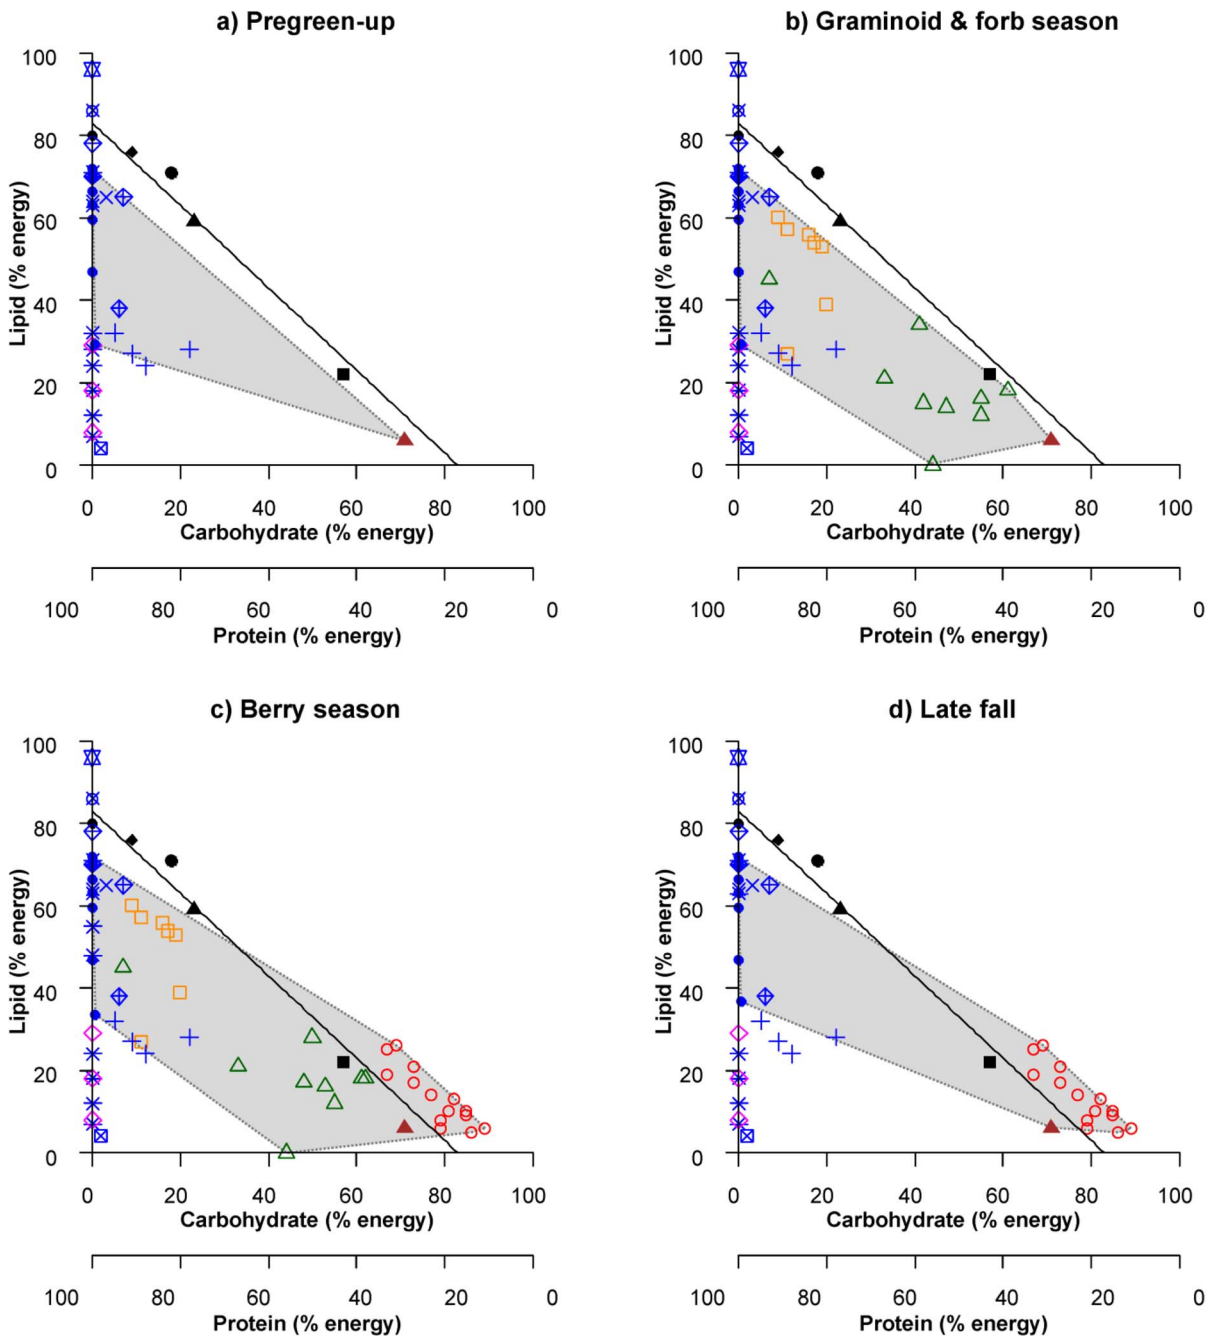 a) Pregreen-up
100
80
60
40
20
0
Lipid (% energy)
0 20 40 60 80 100
Carbohydrate (% energy)
100 80 60 40 20 0
Protein (% energy)
b) Graminoid & forb season
100
80
60
40
20
0
Lipid (% energy)
0 20 40 60 80 100
Carbohydrate (% energy)
100 80 60 40 20 0
Protein (% energy)
c) Berry season
100
80
60
40
20
0
Lipid (% energy)
0 20 40 60 80 100
Carbohydrate (% energy)
100 80 60 40 20 0
Protein (% energy)
d) Late fall
100
80
60
40
20
0
Lipid (% energy)
0 20 40 60 80 100
Carbohydrate (% energy)
100 80 60 40 20 0
Protein (% energy)